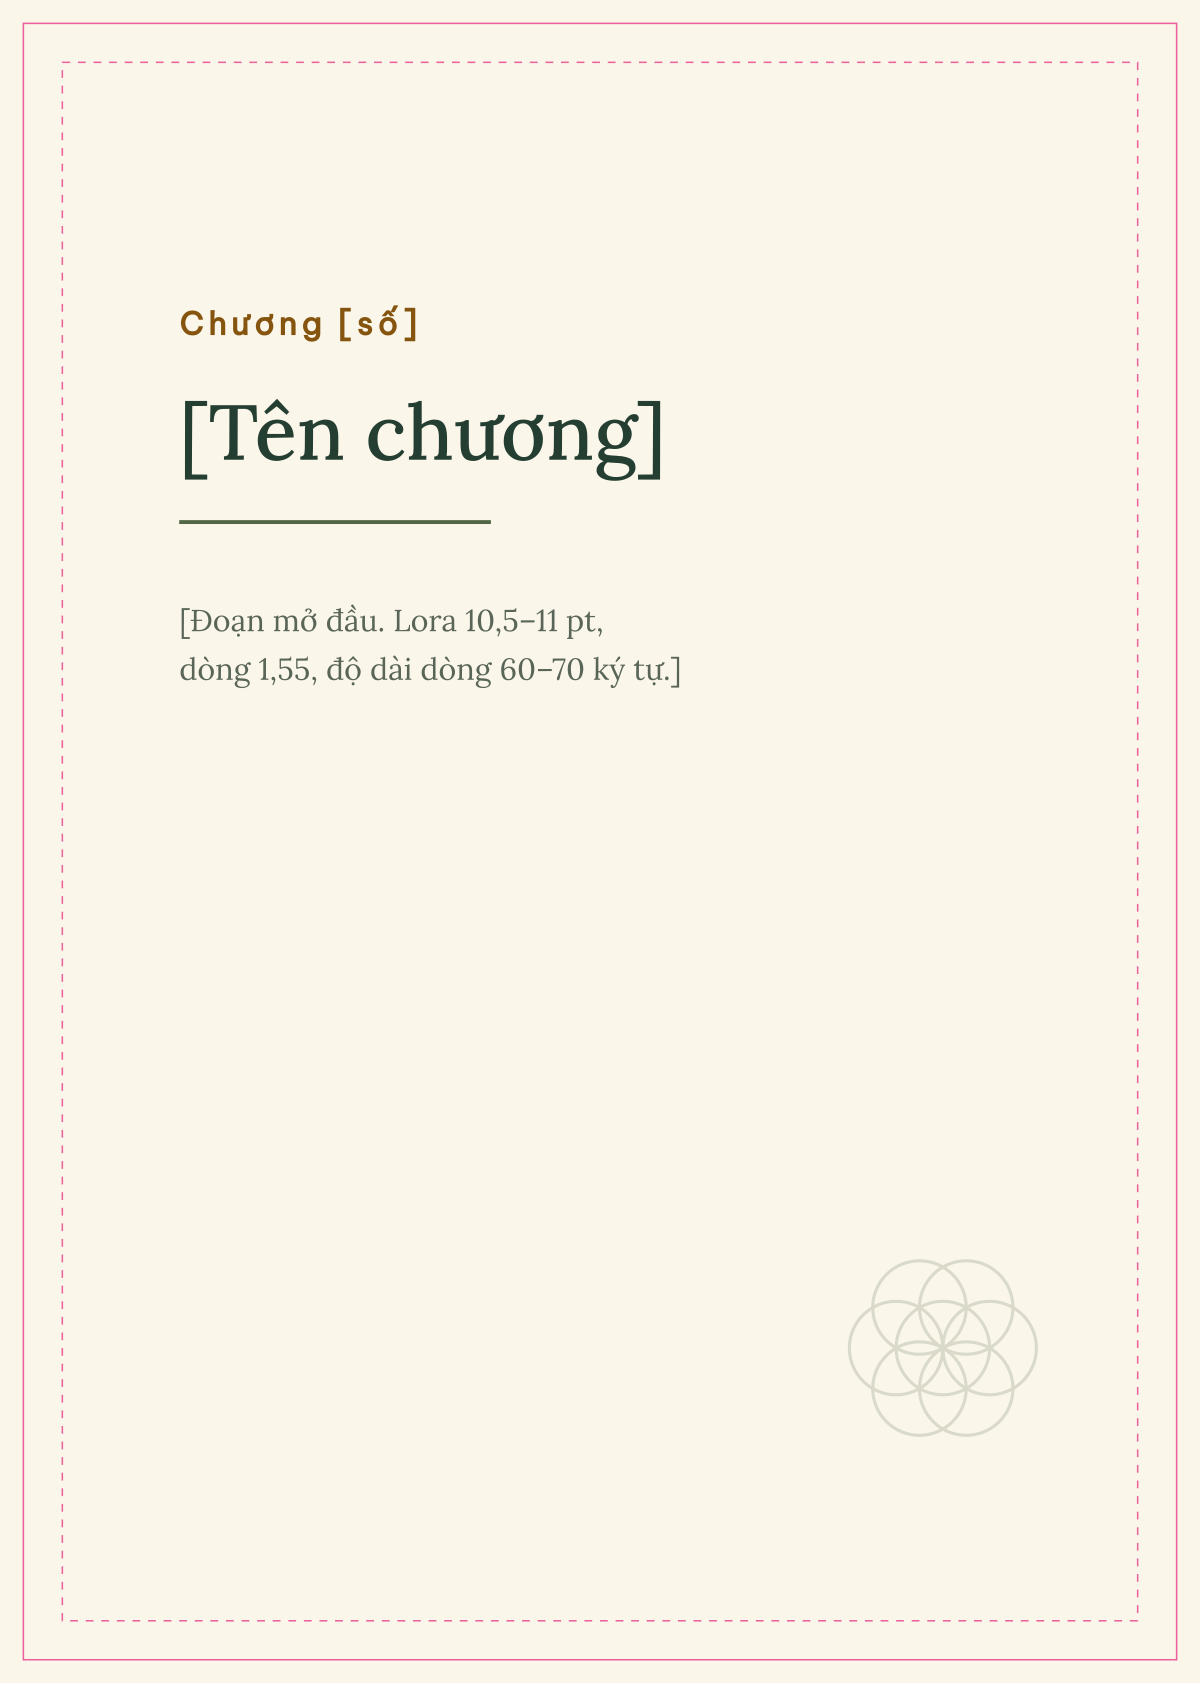 Chương [số]
[Tên chương]
[Đoạn mở đầu. Lora 10,5–11 pt,
dòng 1,55, độ dài dòng 60–70 ký tự.]